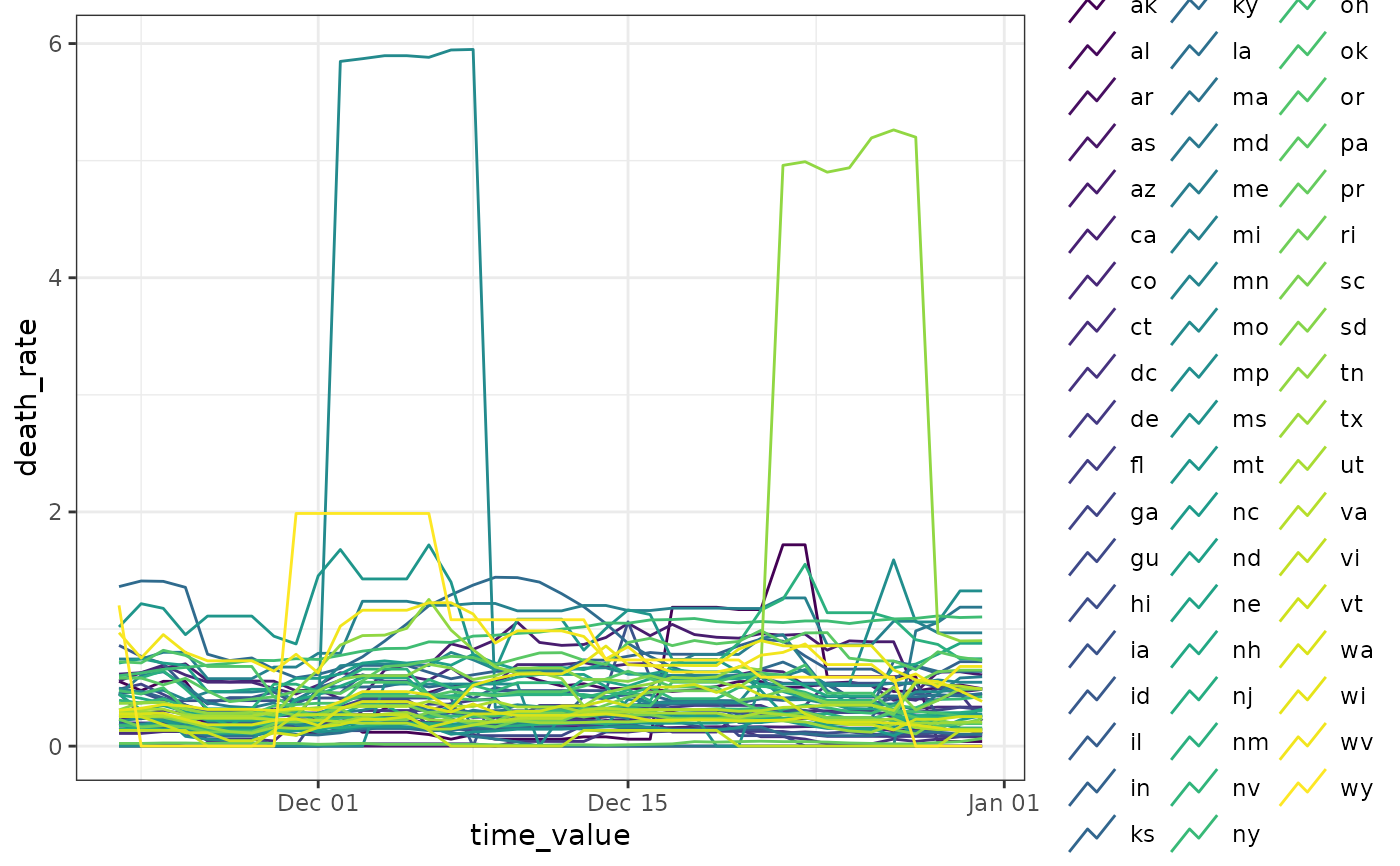 6
4
2
0
death_rate
Dec 01 Dec 15 Jan 01
time_value
ak ky oh
al la ok
ar ma or
as md pa
az me pr
ca mi ri
co mn sc
ct mo sd
dc mp tn
de ms tx
fl mt ut
ga nc va
gu nd vi
hi ne vt
ia nh wa
id nj wi
il nm wv
in nv wy
ks ny